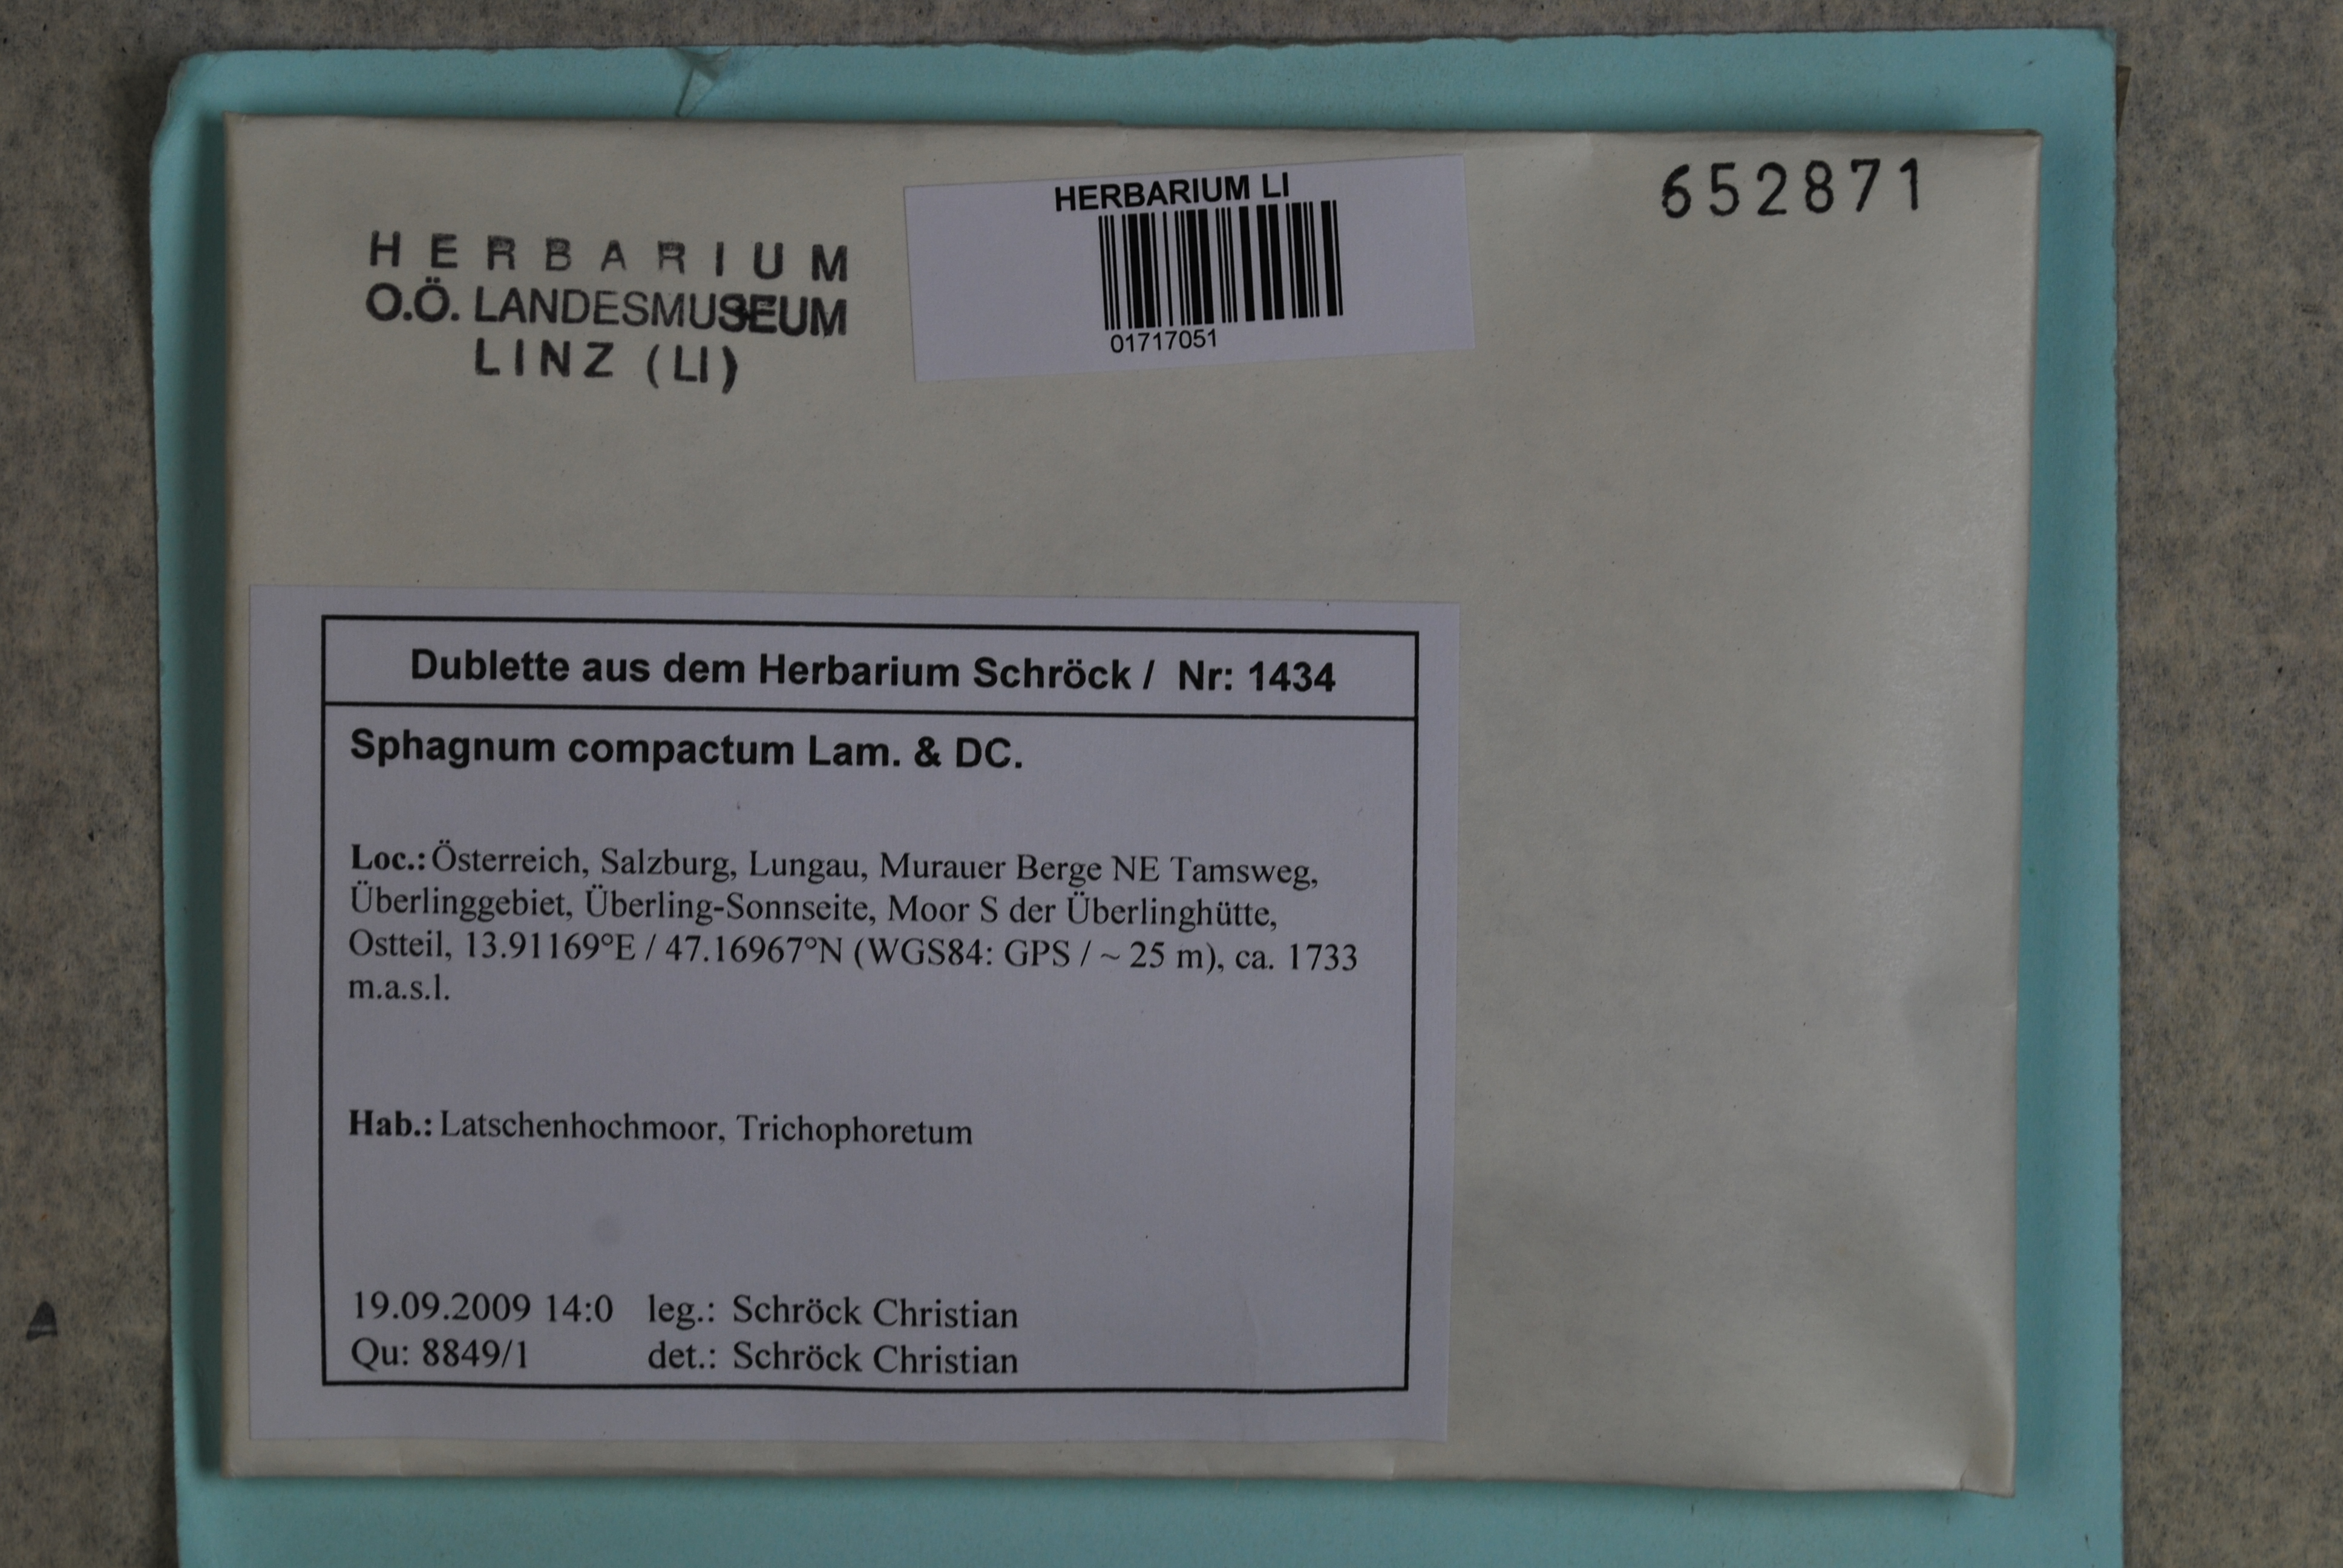 HERBARIUM
O.Ö. LANDESMUSEUM
LINZ (LI)
HERBARIUM LI
01717051
652871
Dublette aus dem Herbarium Schröck / Nr: 1434
Sphagnum compactum Lam. & DC.
Loc.: Österreich, Salzburg, Lungau, Murauer Berge NE Tamsweg,
Überlinggebiet, Überling-Sonnseite, Moor S der Überlinghütte,
Ostteil, 13.91169°E / 47.16967°N (WGS84: GPS / ~ 25 m), ca. 1733
m.a.s.l.
Hab.: Latschenhochmoor, Trichophoretum
19.09.2009 14:0 leg.: Schröck Christian
Qu: 8849/1 det.: Schröck Christian